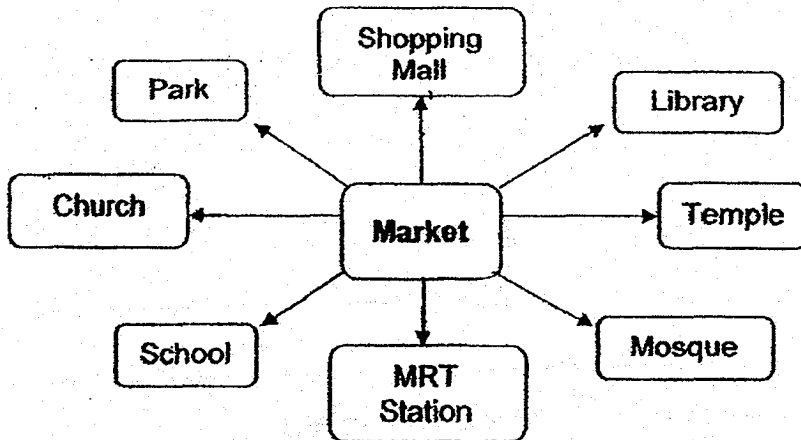 Shopping
Mall
Park
Library
Church
Market
Temple
School
MRT
Station
Mosque